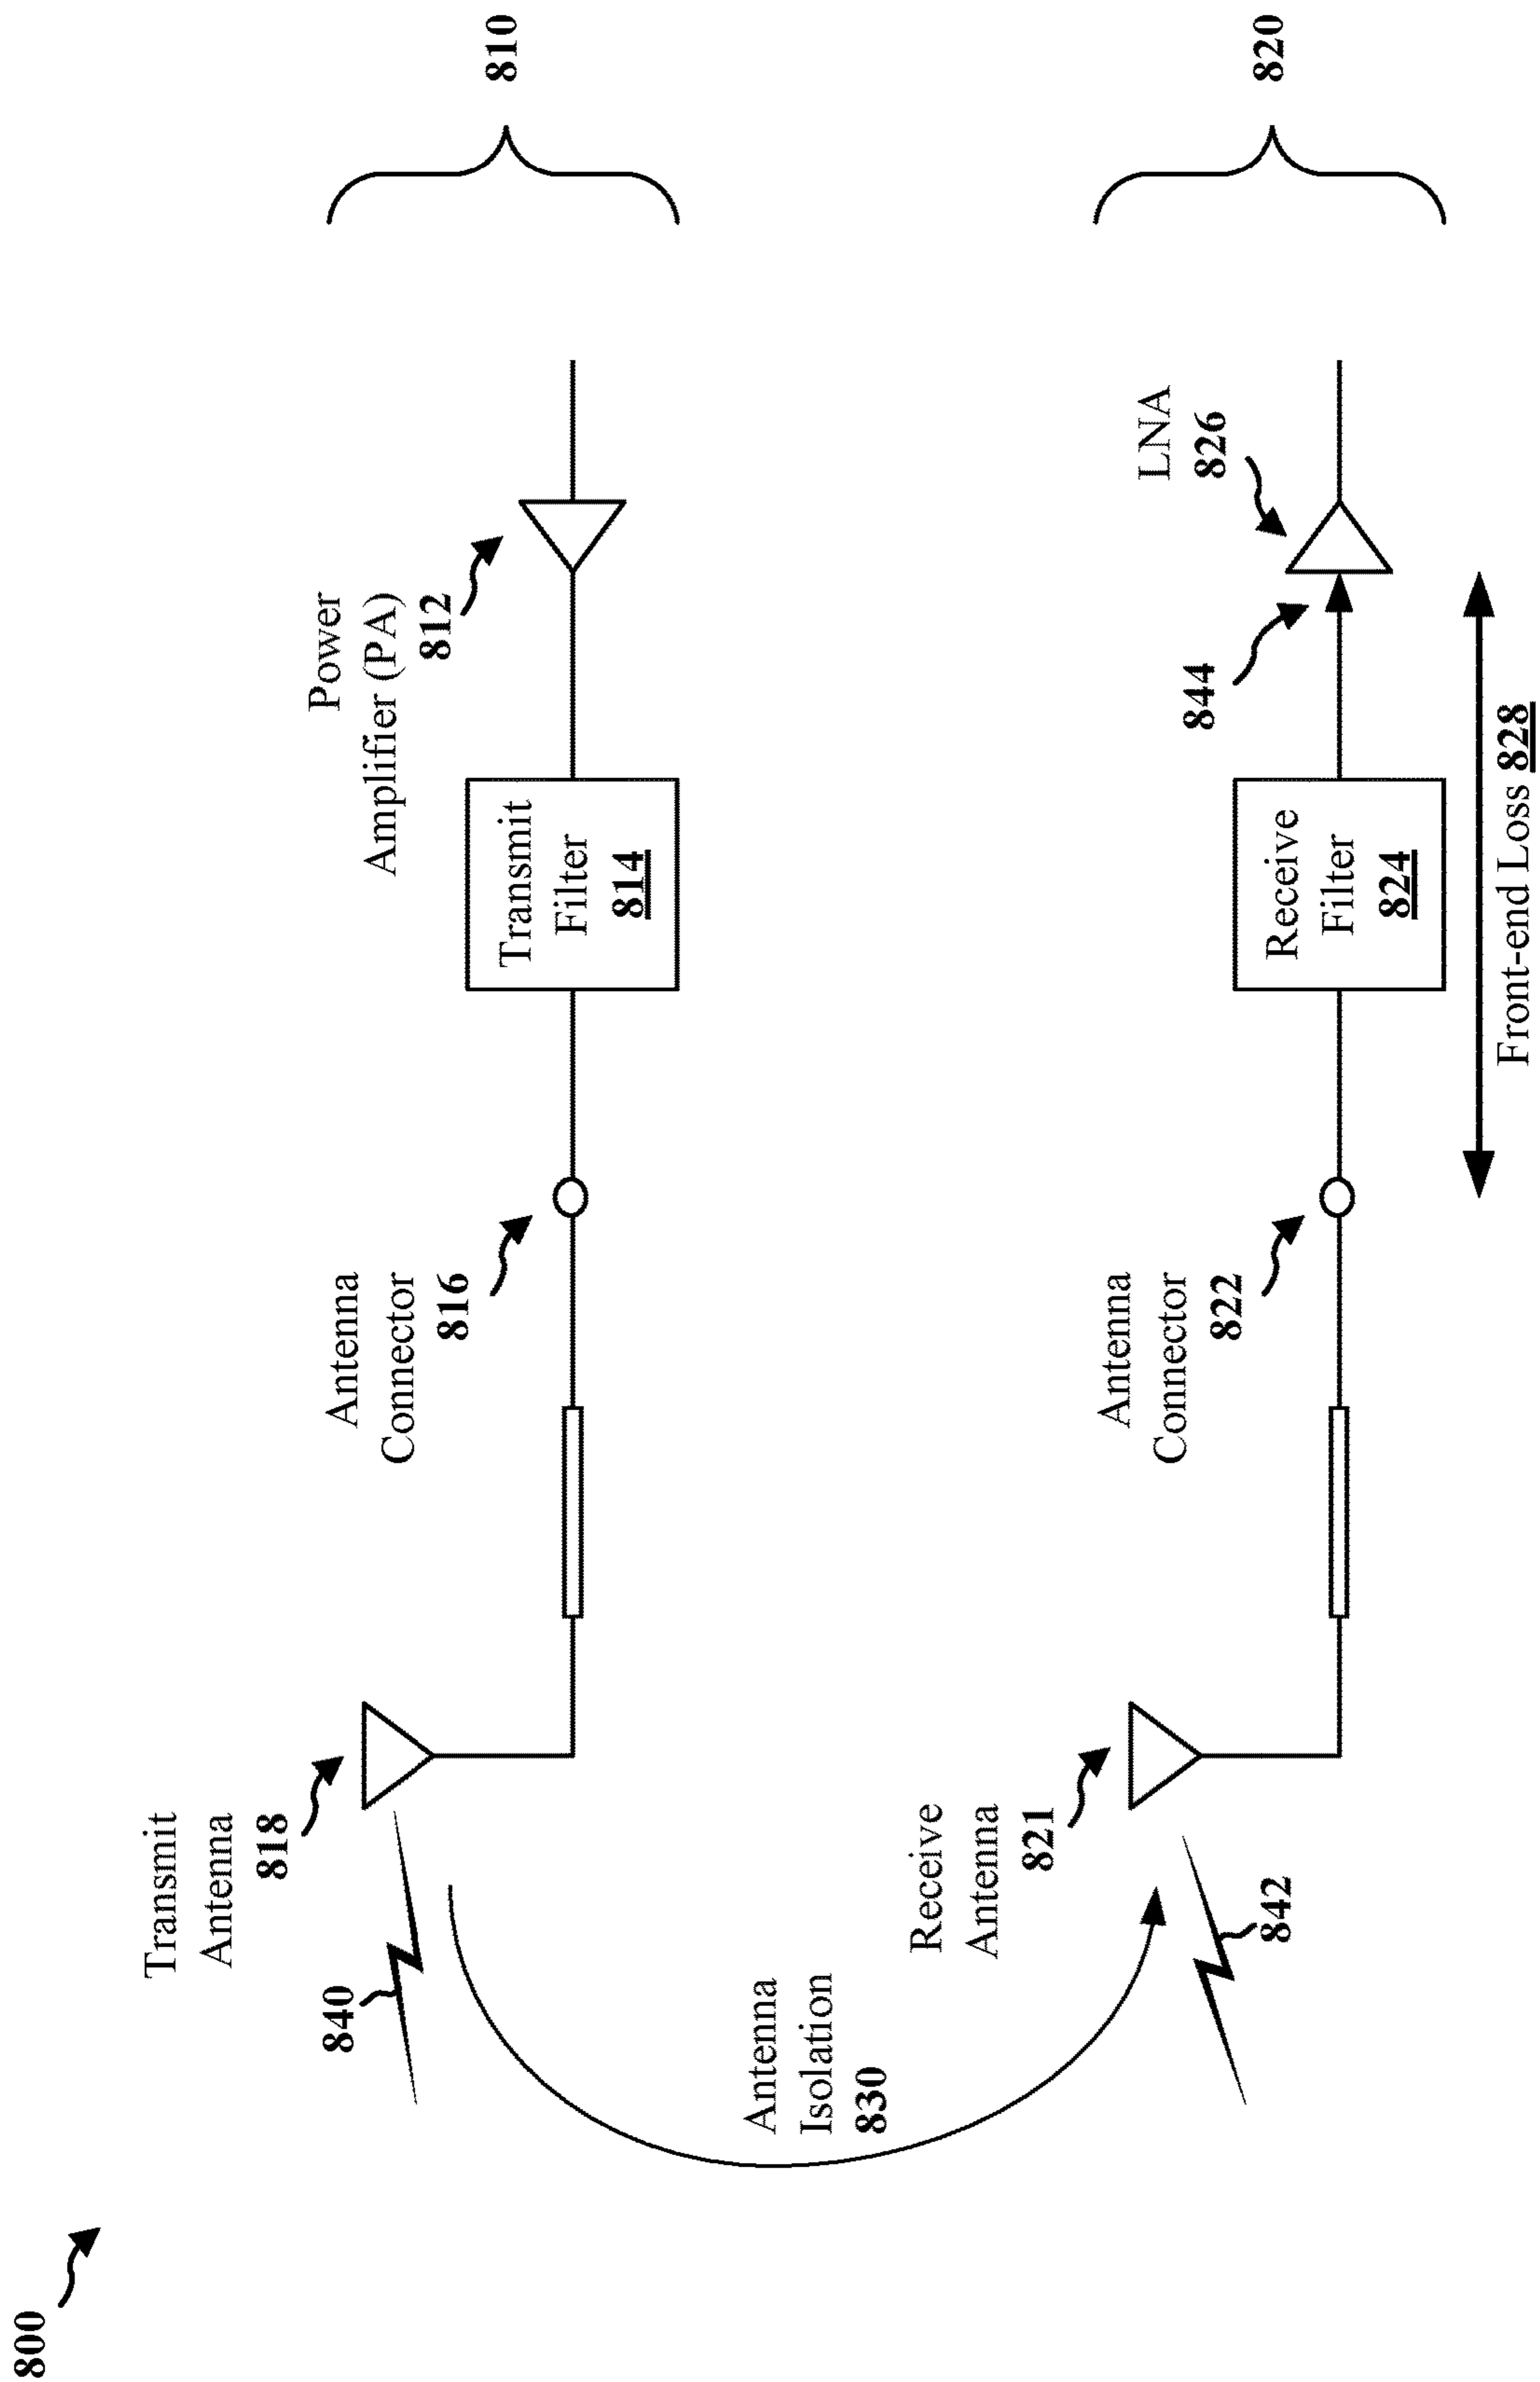 800
Transmit
Antenna
818
840
Antenna
Connector
816
Power
Amplifier (PA)
812
Transmit
Filter
814
810
Antenna
Isolation
830
Receive
Antenna
821
842
Antenna
Connector
822
Receive
Filter
824
844
LNA
826
Front-end Loss 828
820